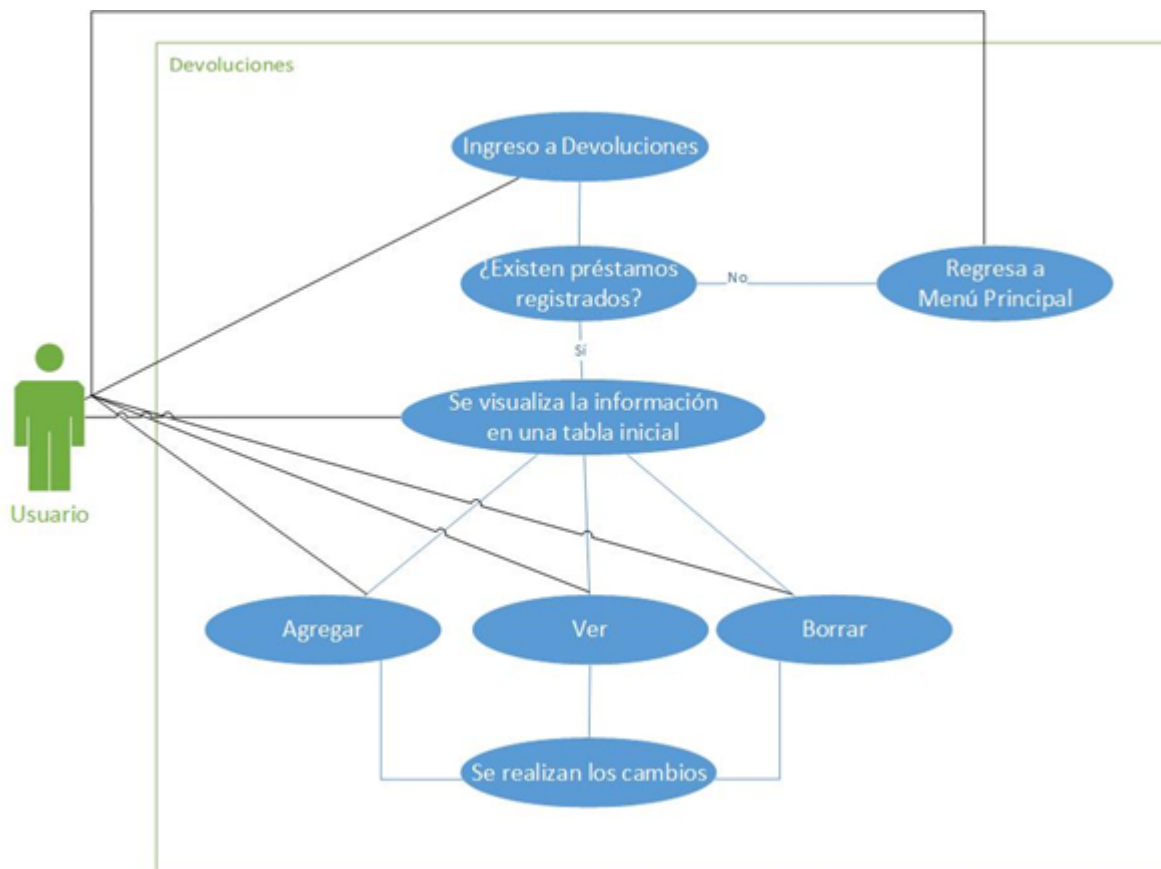 Devoluciones
Ingreso a Devoluciones
¿Existen préstamos
registrados?
No
Regresa a
Menú Principal
Sí
Se visualiza la información
en una tabla inicial
Usuario
Agregar
Ver
Borrar
Se realizan los cambios